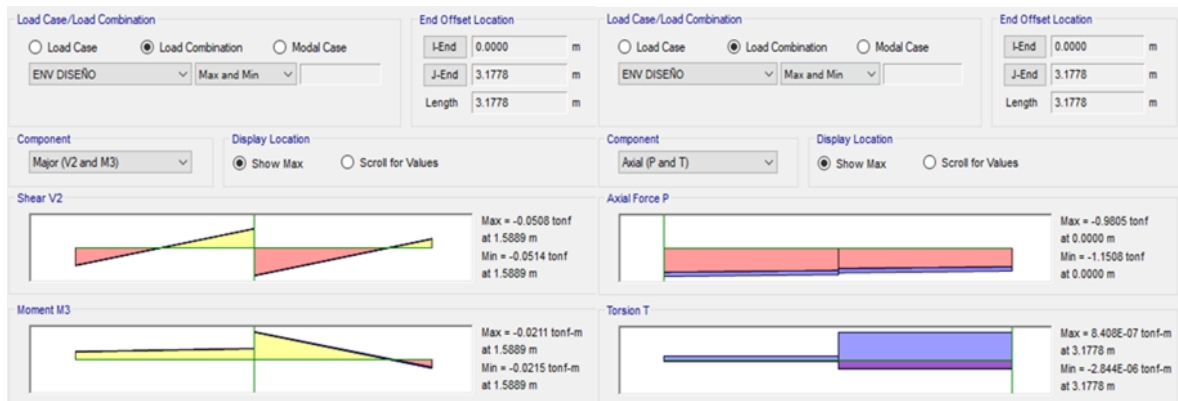 Load Case/Load Combination
Load Case Load Combination Modal Case
ENV DISEÑO Max and Min
End Offset Location
I-End 0.0000 m
J-End 3.1778 m
Length 3.1778 m
Component
Major (V2 and M3)
Display Location
Show Max Scroll for Values
Shear V2
Max = -0.0508 tonf
at 1.5889 m
Min = -0.0514 tonf
at 1.5889 m
Moment M3
Max = -0.0211 tonf-m
at 1.5889 m
Min = -0.0215 tonf-m
at 1.5889 m
Load Case/Load Combination
Load Case Load Combination Modal Case
ENV DISEÑO Max and Min
End Offset Location
I-End 0.0000 m
J-End 3.1778 m
Length 3.1778 m
Component
Axial (P and T)
Display Location
Show Max Scroll for Values
Axial Force P
Max = -0.9805 tonf
at 0.0000 m
Min = -1.1508 tonf
at 0.0000 m
Torsion T
Max = 8.408E-07 tonf-m
at 3.1778 m
Min = -2.844E-06 tonf-m
at 3.1778 m